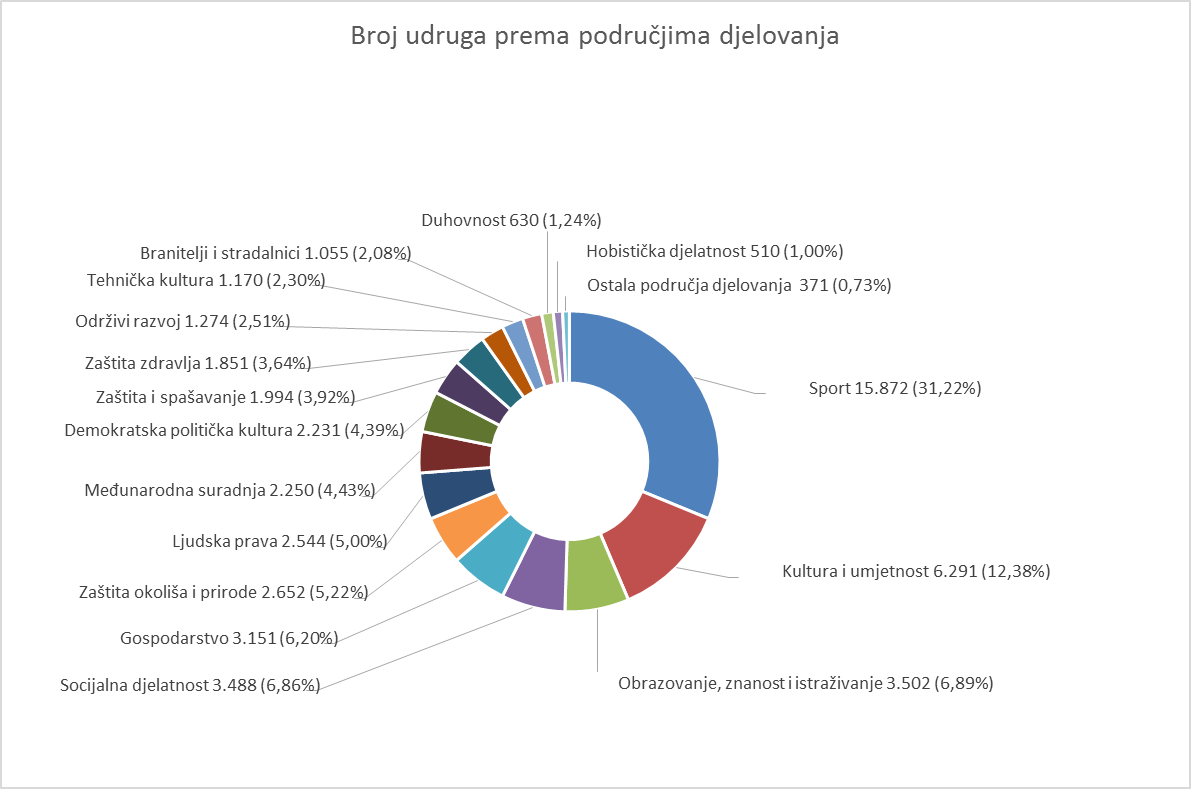 Broj udruga prema područjima djelovanja
Duhovnost 630 (1,24%)
Hobistička djelatnost 510 (1,00%)
Branitelji i stradalnici 1.055 (2,08%)
Tehnička kultura 1.170 (2,30%)
Ostala područja djelovanja 371 (0,73%)
Održivi razvoj 1.274 (2,51%)
Zaštita zdravlja 1.851 (3,64%)
Sport 15.872 (31,22%)
Zaštita i spašavanje 1.994 (3,92%)
Demokratska politička kultura 2.231 (4,39%)
Međunarodna suradnja 2.250 (4,43%)
Ljudska prava 2.544 (5,00%)
Kultura i umjetnost 6.291 (12,38%)
Zaštita okoliša i prirode 2.652 (5,22%)
Gospodarstvo 3.151 (6,20%)
Socijalna djelatnost 3.488 (6,86%)
Obrazovanje, znanost i istraživanje 3.502 (6,89%)